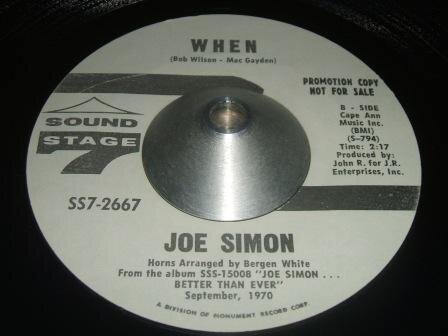 WHEN
(Bob Wilson - Mac Gayden)
PROMOTION COPY
NOT FOR SALE
B - SIDE
Cape Ann
Music Inc.
(BMI)
(S-794)
Time: 2:17
Produced by:
John R. for J.R.
Enterprises, Inc.
SOUND
STAGE
7
SS7-2667
JOE SIMON
Horns Arranged by Bergen White
From the album SSS-15008 "JOE SIMON . . .
BETTER THAN EVER"
September, 1970
A DIVISION OF MONUMENT RECORD CORP.